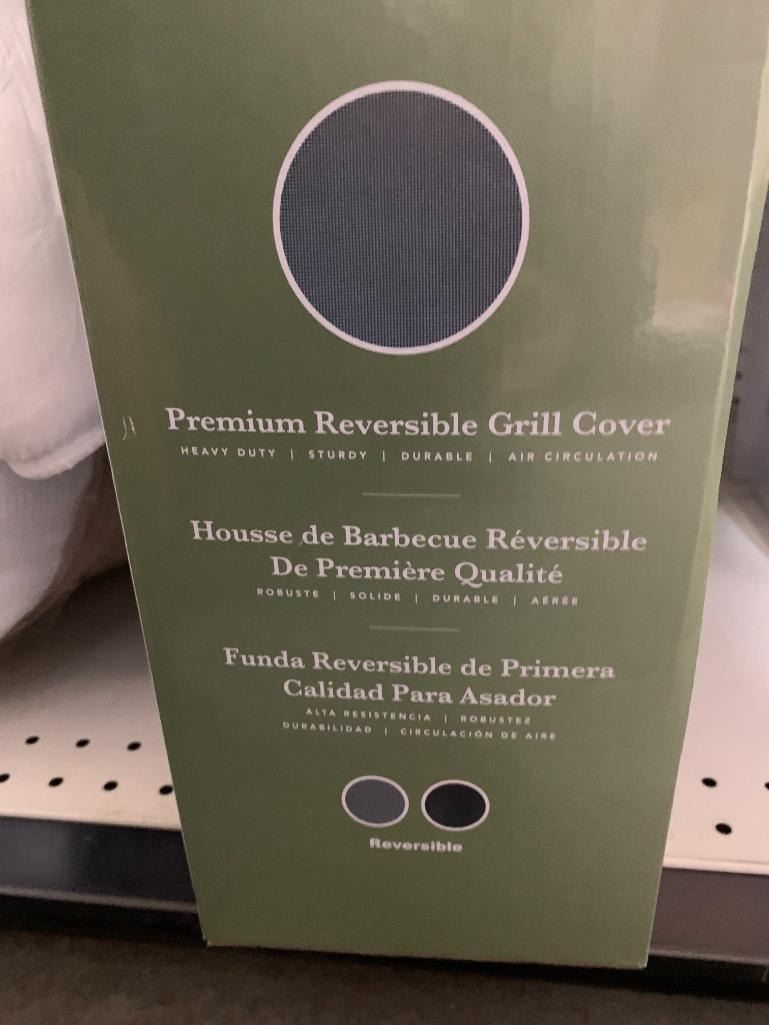 Premium Reversible Grill Cover
HEAVY DUTY | STURDY | DURABLE | AIR CIRCULATION
Housse de Barbecue Réversible
De Première Qualité
ROBUSTE | SOLIDE | DURABLE | AÉRÉE
Funda Reversible de Primera
Calidad Para Asador
ALTA RESISTENCIA | ROBUSTEZ
DURABILIDAD | CIRCULACIÓN DE AIRE
Reversible